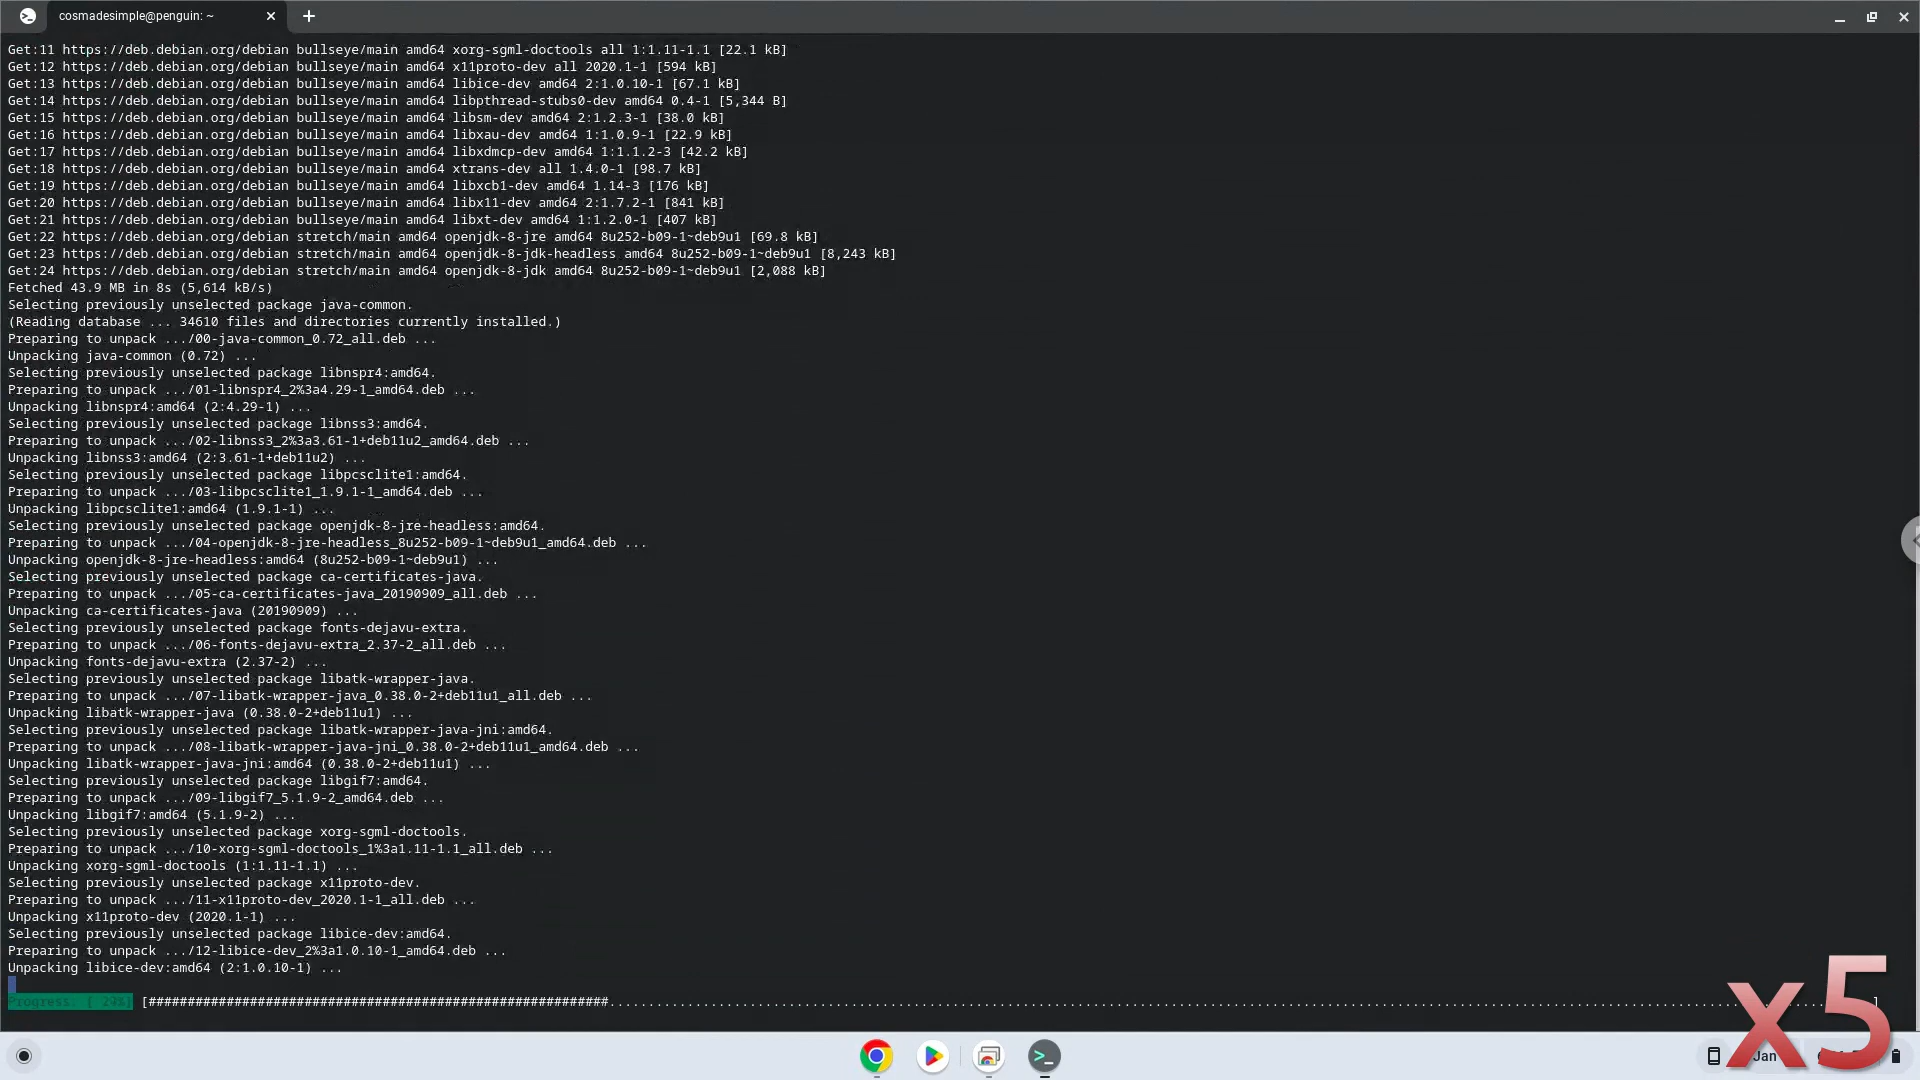 cosmadesimple@penguin: ~
Get:11 https://deb.debian.org/debian bullseye/main amd64 xorg-sgml-doctools all 1:1.11-1.1 [22.1 kB]
Get:12 https://deb.debian.org/debian bullseye/main amd64 x11proto-dev all 2020.1-1 [594 kB]
Get:13 https://deb.debian.org/debian bullseye/main amd64 libice-dev amd64 2:1.0.10-1 [67.1 kB]
Get:14 https://deb.debian.org/debian bullseye/main amd64 libpthread-stubs0-dev amd64 0.4-1 [5,344 B]
Get:15 https://deb.debian.org/debian bullseye/main amd64 libsm-dev amd64 2:1.2.3-1 [38.0 kB]
Get:16 https://deb.debian.org/debian bullseye/main amd64 libxau-dev amd64 1:1.0.9-1 [22.9 kB]
Get:17 https://deb.debian.org/debian bullseye/main amd64 libxdmcp-dev amd64 1:1.1.2-3 [42.2 kB]
Get:18 https://deb.debian.org/debian bullseye/main amd64 xtrans-dev all 1.4.0-1 [98.7 kB]
Get:19 https://deb.debian.org/debian bullseye/main amd64 libxcb1-dev amd64 1.14-3 [176 kB]
Get:20 https://deb.debian.org/debian bullseye/main amd64 libx11-dev amd64 2:1.7.2-1 [841 kB]
Get:21 https://deb.debian.org/debian bullseye/main amd64 libxt-dev amd64 1:1.2.0-1 [407 kB]
Get:22 https://deb.debian.org/debian stretch/main amd64 openjdk-8-jre amd64 8u252-b09-1~deb9u1 [69.8 kB]
Get:23 https://deb.debian.org/debian stretch/main amd64 openjdk-8-jdk-headless amd64 8u252-b09-1~deb9u1 [8,243 kB]
Get:24 https://deb.debian.org/debian stretch/main amd64 openjdk-8-jdk amd64 8u252-b09-1~deb9u1 [2,088 kB]
Fetched 43.9 MB in 8s (5,614 kB/s)
Selecting previously unselected package java-common.
(Reading database ... 34610 files and directories currently installed.)
Preparing to unpack .../00-java-common_0.72_all.deb ...
Unpacking java-common (0.72) ...
Selecting previously unselected package libnspr4:amd64.
Preparing to unpack .../01-libnspr4_2%3a4.29-1_amd64.deb ...
Unpacking libnspr4:amd64 (2:4.29-1) ...
Selecting previously unselected package libnss3:amd64.
Preparing to unpack .../02-libnss3_2%3a3.61-1+deb11u2_amd64.deb ...
Unpacking libnss3:amd64 (2:3.61-1+deb11u2) ...
Selecting previously unselected package libpcsclite1:amd64.
Preparing to unpack .../03-libpcsclite1_1.9.1-1_amd64.deb ...
Unpacking libpcsclite1:amd64 (1.9.1-1) ...
Selecting previously unselected package openjdk-8-jre-headless:amd64.
Preparing to unpack .../04-openjdk-8-jre-headless_8u252-b09-1~deb9u1_amd64.deb ...
Unpacking openjdk-8-jre-headless:amd64 (8u252-b09-1~deb9u1) ...
Selecting previously unselected package ca-certificates-java.
Preparing to unpack .../05-ca-certificates-java_20190909_all.deb ...
Unpacking ca-certificates-java (20190909) ...
Selecting previously unselected package fonts-dejavu-extra.
Preparing to unpack .../06-fonts-dejavu-extra_2.37-2_all.deb ...
Unpacking fonts-dejavu-extra (2.37-2) ...
Selecting previously unselected package libatk-wrapper-java.
Preparing to unpack .../07-libatk-wrapper-java_0.38.0-2+deb11u1_all.deb ...
Unpacking libatk-wrapper-java (0.38.0-2+deb11u1) ...
Selecting previously unselected package libatk-wrapper-java-jni:amd64.
Preparing to unpack .../08-libatk-wrapper-java-jni_0.38.0-2+deb11u1_amd64.deb ...
Unpacking libatk-wrapper-java-jni:amd64 (0.38.0-2+deb11u1) ...
Selecting previously unselected package libgif7:amd64.
Preparing to unpack .../09-libgif7_5.1.9-2_amd64.deb ...
Unpacking libgif7:amd64 (5.1.9-2) ...
Selecting previously unselected package xorg-sgml-doctools.
Preparing to unpack .../10-xorg-sgml-doctools_1%3a1.11-1.1_all.deb ...
Unpacking xorg-sgml-doctools (1:1.11-1.1) ...
Selecting previously unselected package x11proto-dev.
Preparing to unpack .../11-x11proto-dev_2020.1-1_all.deb ...
Unpacking x11proto-dev (2020.1-1) ...
Selecting previously unselected package libice-dev:amd64.
Preparing to unpack .../12-libice-dev_2%3a1.0.10-1_amd64.deb ...
Unpacking libice-dev:amd64 (2:1.0.10-1) ...
Progress:
x5
Jan